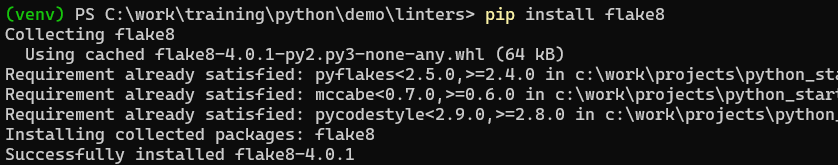 (venv) PS C:\work\training\python\demo\linters> pip install flake8
Collecting flake8
Using cached flake8-4.0.1-py2.py3-none-any.whl (64 kB)
Requirement already satisfied: pyflakes<2.5.0,>=2.4.0 in c:\work\projects\python_sta
Requirement already satisfied: mccabe<0.7.0,>=0.6.0 in c:\work\projects\python_start
Requirement already satisfied: pycodestyle<2.9.0,>=2.8.0 in c:\work\projects\python_
Installing collected packages: flake8
Successfully installed flake8-4.0.1